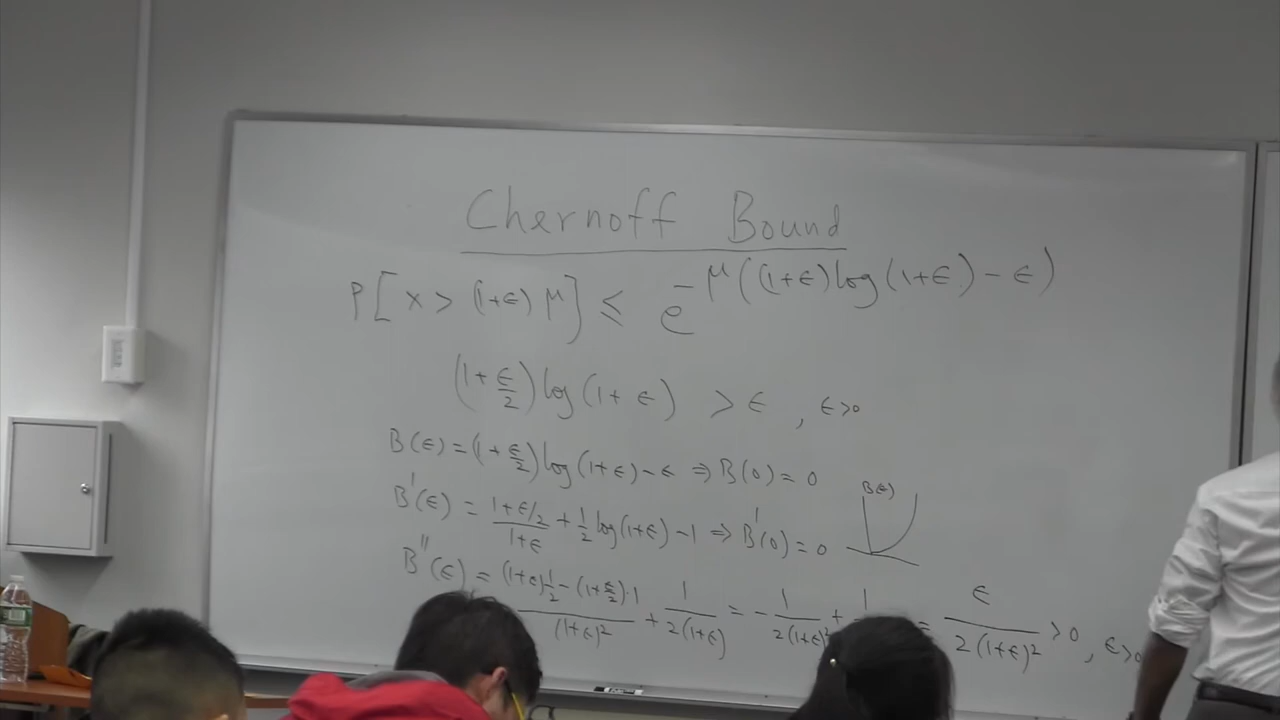 Chernoff Bound
P[x > (1+ϵ)μ] ≤ e^{-μ((1+ϵ)log(1+ϵ)-ϵ)}
(1+ϵ/2)log(1+ϵ) > ϵ , ϵ>0
B(ϵ) = (1+ϵ/2)log(1+ϵ)-ϵ ⇒ B(0) = 0
B(ϵ)
B'(ϵ) = (1+ϵ/2)/(1+ϵ) + 1/2 log(1+ϵ) - 1 ⇒ B'(0) = 0
B''(ϵ) = ((1+ϵ)1/2 - (1+ϵ/2)·1)/(1+ϵ)² + 1/(2(1+ϵ)) = - 1/(2(1+ϵ)² + 1 = ϵ/(2(1+ϵ)²) > 0 , ϵ>0